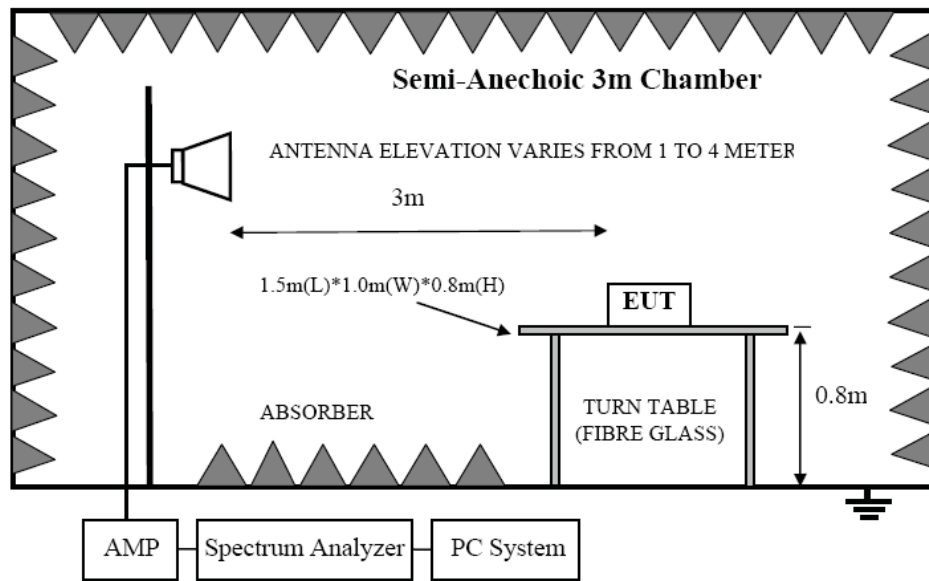 Semi-Anechoic 3m Chamber
ANTENNA ELEVATION VARIES FROM 1 TO 4 METER
3m
1.5m(L)*1.0m(W)*0.8m(H)
EUT
ABSORBER
TURN TABLE
(FIBRE GLASS)
0.8m
AMP
Spectrum Analyzer
PC System